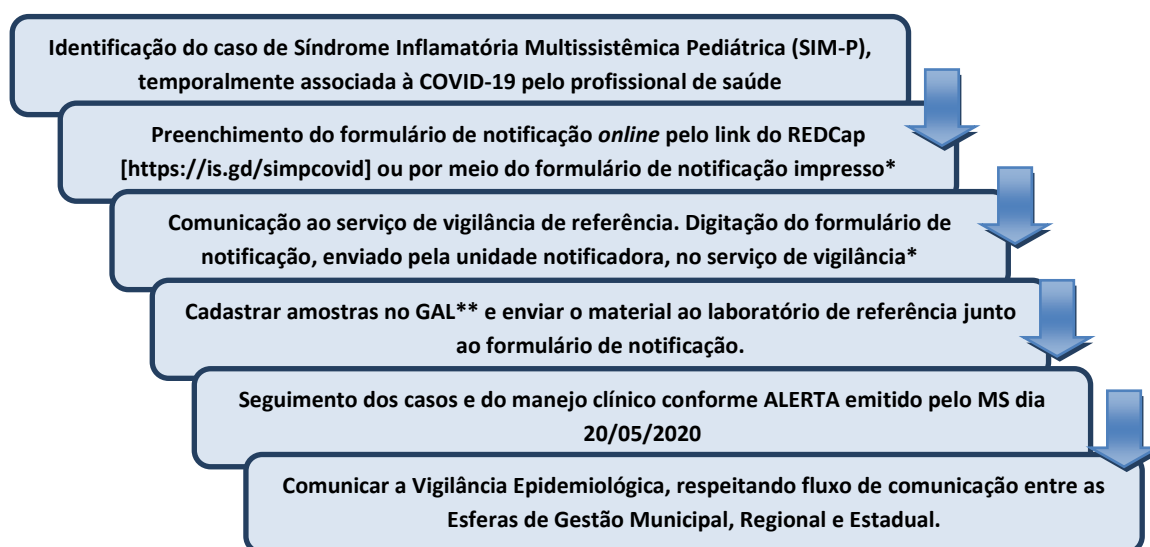 Identificação do caso de Síndrome Inflamatória Multissistêmica Pediátrica (SIM-P),
temporalmente associada à COVID-19 pelo profissional de saúde
Preenchimento do formulário de notificação online pelo link do REDCap
[https://is.gd/simpcovid] ou por meio do formulário de notificação impresso*
Comunicação ao serviço de vigilância de referência. Digitação do formulário de
notificação, enviado pela unidade notificadora, no serviço de vigilância*
Cadastrar amostras no GAL** e enviar o material ao laboratório de referência junto
ao formulário de notificação.
Seguimento dos casos e do manejo clínico conforme ALERTA emitido pelo MS dia
20/05/2020
Comunicar a Vigilância Epidemiológica, respeitando fluxo de comunicação entre as
Esferas de Gestão Municipal, Regional e Estadual.